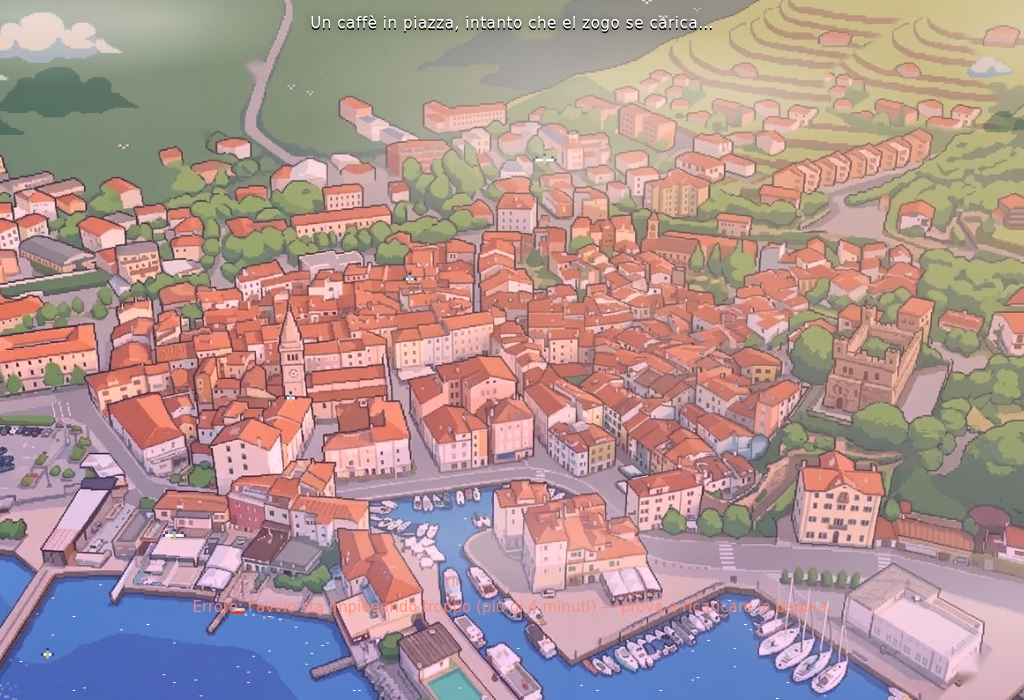 Un caffè in piazza, intanto che el zogo se carica...
Errore: l'avvio sta impiegando troppo (più di 4 minuti) — prova a ricaricare la pagina